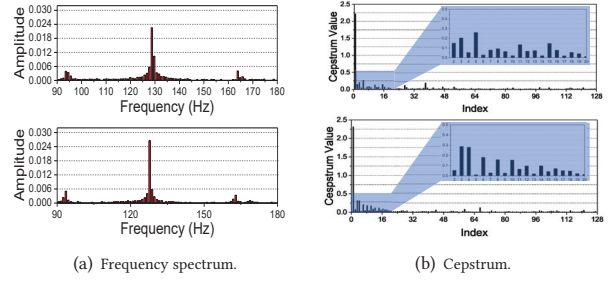 Amplitude
0.030
0.024
0.018
0.012
0.006
0.000
90 100 110 120 130 140 150 160 170 180
Frequency (Hz)
Amplitude
0.030
0.024
0.018
0.012
0.006
0.000
90 120 150 180
Frequency (Hz)
(a) Frequency spectrum.
Cepstrum Value
2.5
2.0
1.5
1.0
0.5
0.0
0 16 32 48 64 80 96 112 128
Index
Cespstrum Value
2.5
2.0
1.5
1.0
0.5
0.0
0 16 32 48 64 80 96 112 128
Index
(b) Cepstrum.